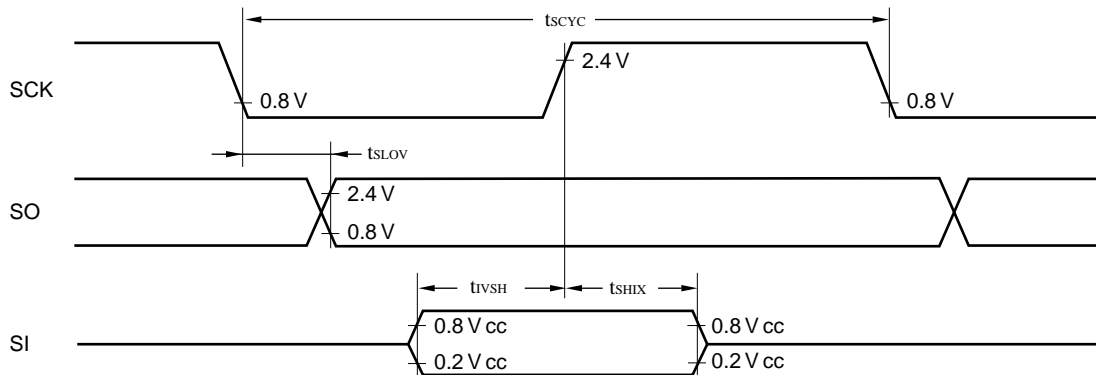 tSCYC
SCK
2.4 V
0.8 V
0.8 V
tSLOV
SO
2.4 V
0.8 V
tIVSH
tSHIX
SI
0.8 V cc
0.8 V cc
0.2 V cc
0.2 V cc